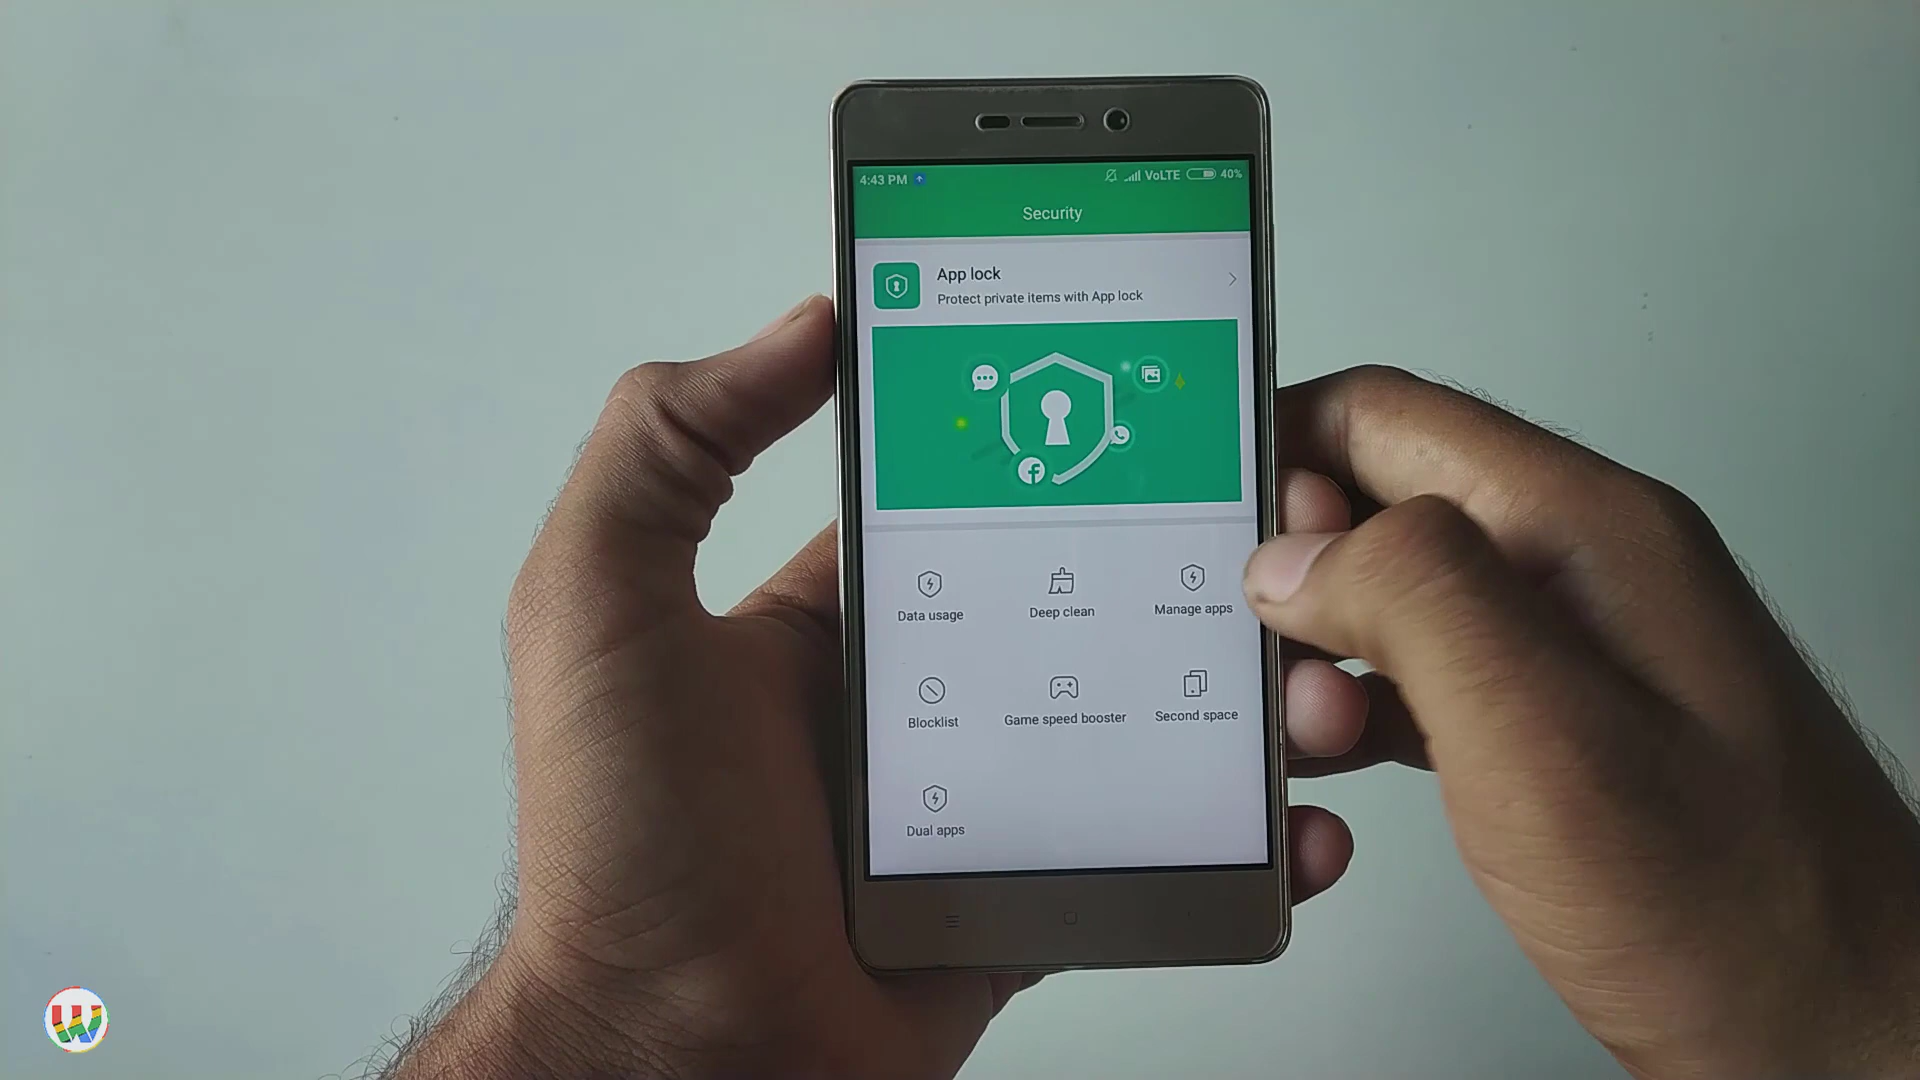 4:43 PM
VoLTE 40%
Security
App lock
Protect private items with App lock
Data usage
Deep clean
Manage apps
Blocklist
Game speed booster
Second space
Dual apps
W